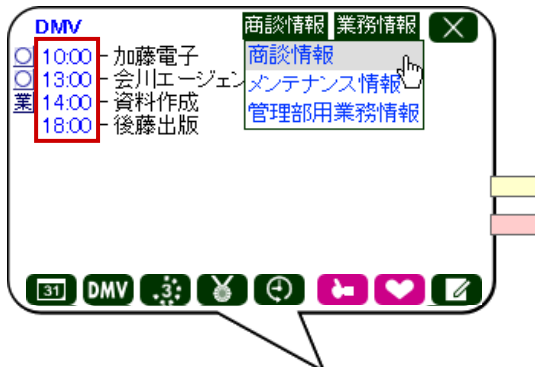 DMV 商談情報 業務情報
○ 10:00 - 加藤電子 商談情報
○ 13:00 - 会川エージェン メンテナンス情報
業 14:00 - 資料作成 管理部用業務情報
18:00 - 後藤出版
31 DMV 3